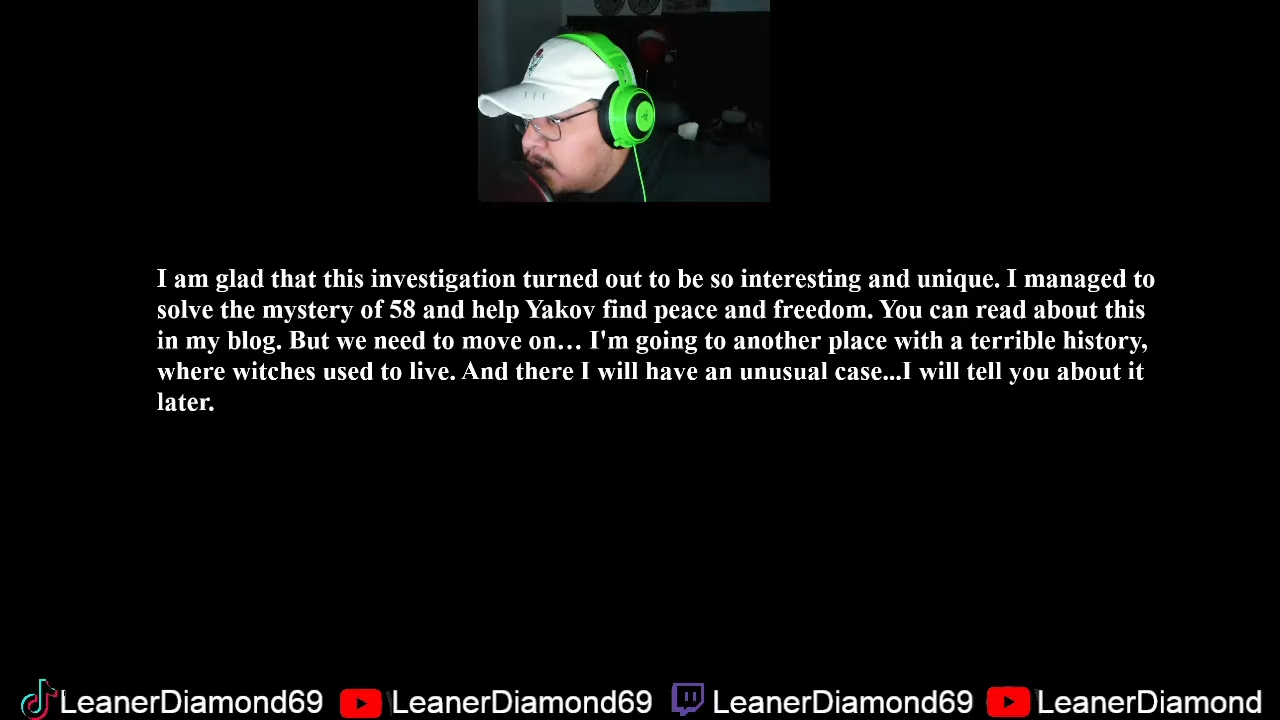 I am glad that this investigation turned out to be so interesting and unique. I managed to
solve the mystery of 58 and help Yakov find peace and freedom. You can read about this
in my blog. But we need to move on… I'm going to another place with a terrible history,
where witches used to live. And there I will have an unusual case...I will tell you about it
later.
LeanerDiamond69 \LeanerDiamond69 LeanerDiamond69 \LeanerDiamond